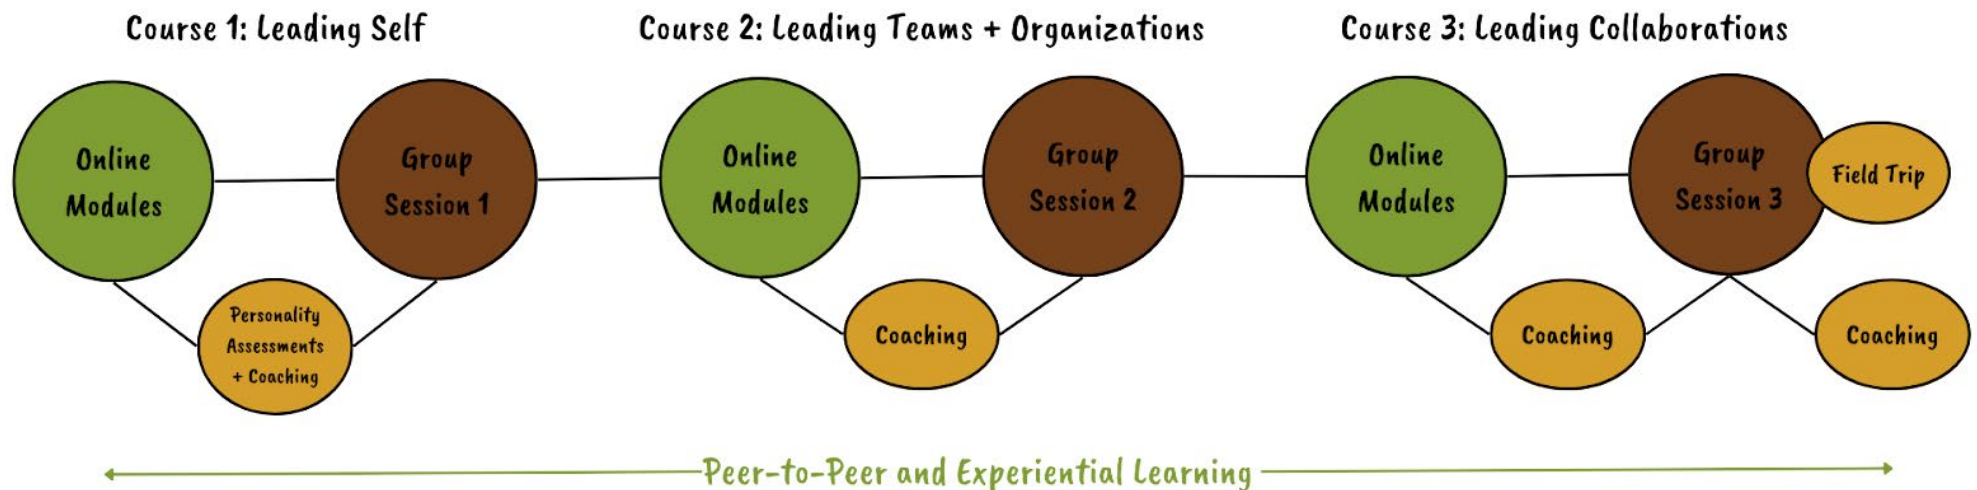 Course 1: Leading Self
Course 2: Leading Teams + Organizations
Course 3: Leading Collaborations
Online
Modules
Group
Session 1
Online
Modules
Group
Session 2
Online
Modules
Group
Session 3
Field Trip
Personality
Assessments
+ Coaching
Coaching
Coaching
Coaching
Peer-to-Peer and Experiential Learning